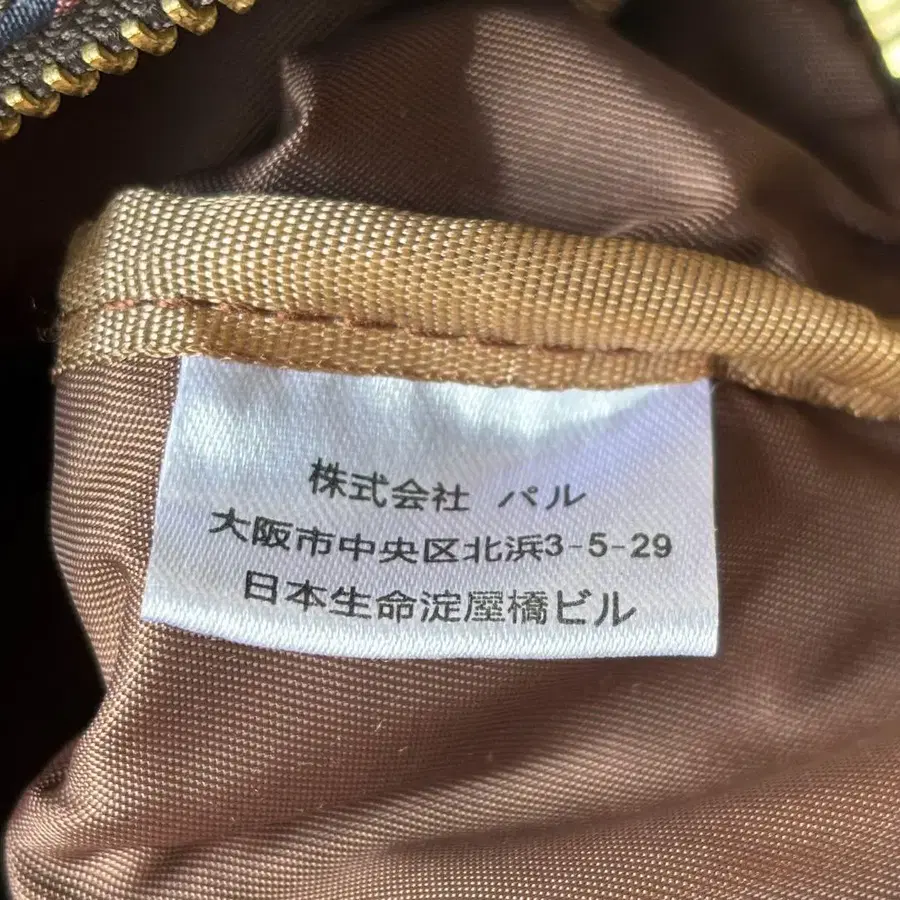 株式会社 パル
大阪市中央区北浜3-5-29
日本生命淀屋橋ビル